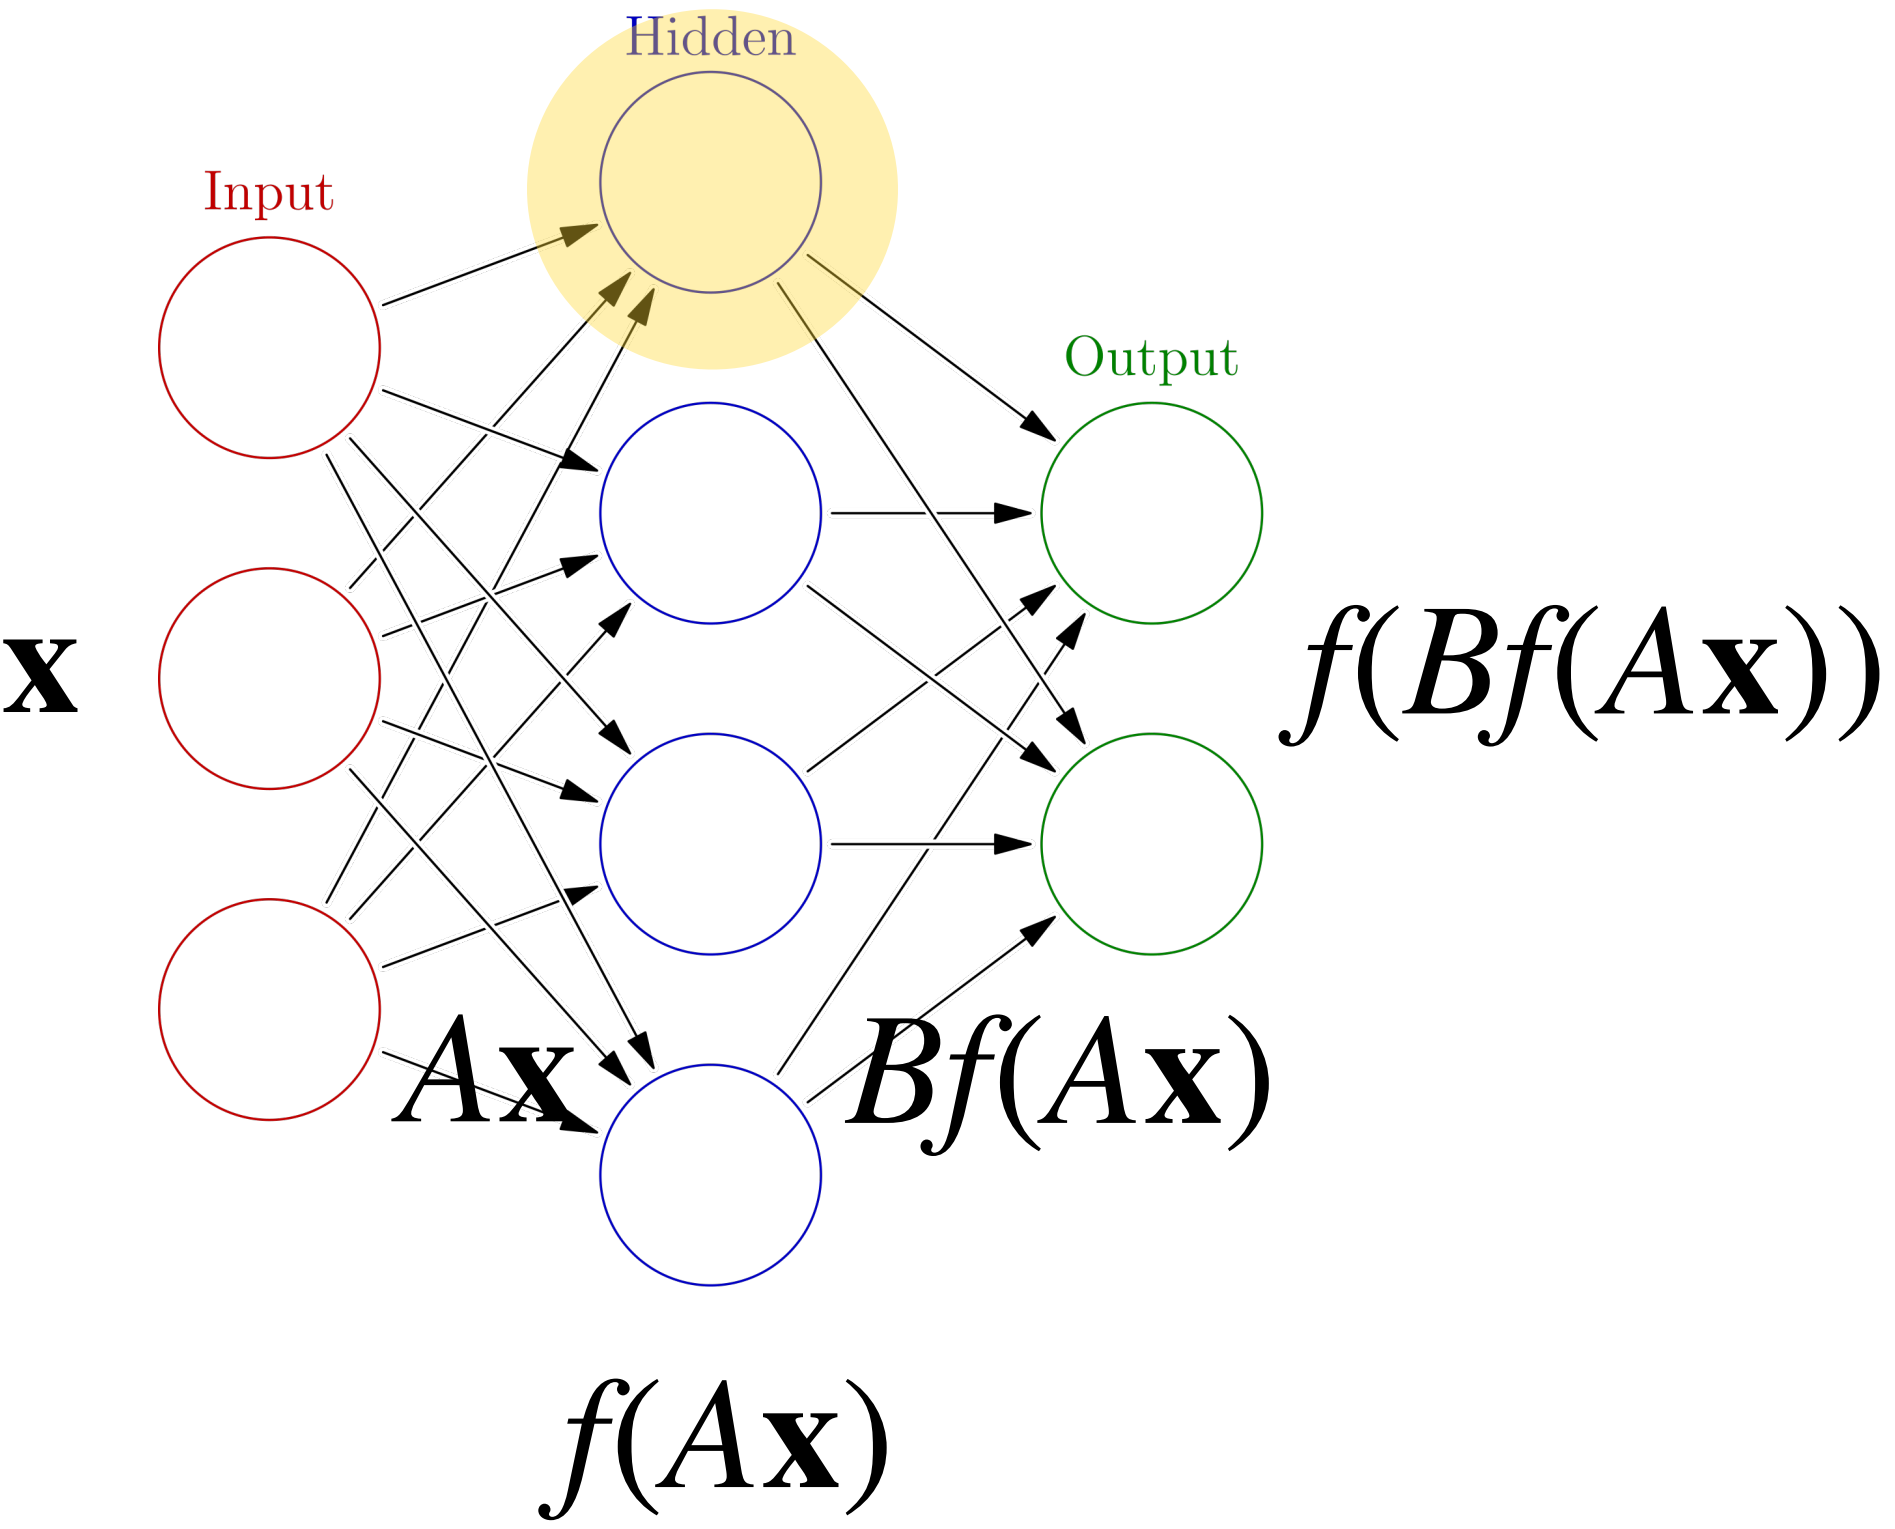 Hidden
Input
Output
x
f(Bf(Ax))
Ax
Bf(Ax)
f(Ax)